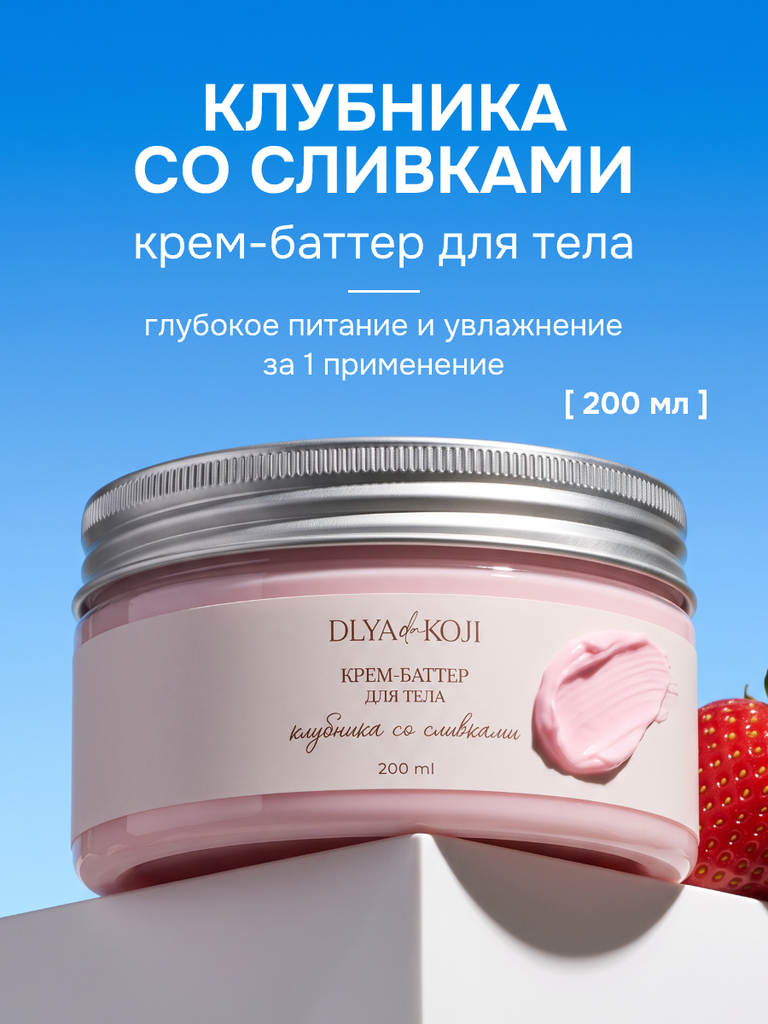 КЛУБНИКА
СО СЛИВКАМИ
крем-баттер для тела
глубокое питание и увлажнение
за 1 применение
[ 200 мл ]
DLYA do KOJI
КРЕМ-БАТТЕР
ДЛЯ ТЕЛА
клубника со сливками
200 ml